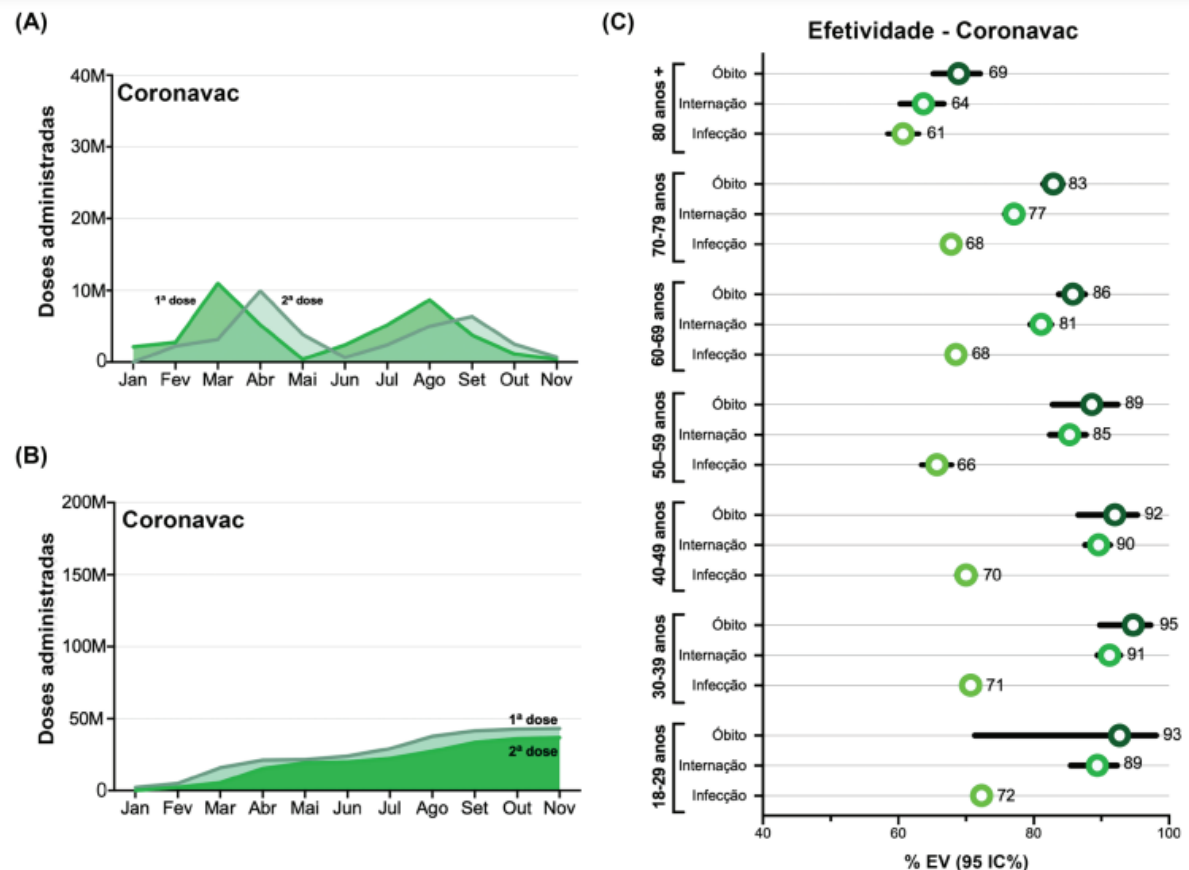 (A)
Coronavac
Doses administradas
40M
30M
20M
10M
0
1ª dose
2ª dose
Jan Fev Mar Abr Mai Jun Jul Ago Set Out Nov
(B)
Coronavac
Doses administradas
200M
150M
100M
50M
0
1ª dose
2ª dose
Jan Fev Mar Abr Mai Jun Jul Ago Set Out Nov
(C)
Efetividade - Coronavac
80 anos +
Óbito 69
Internação 64
Infecção 61
70-79 anos
Óbito 83
Internação 77
Infecção 68
60-69 anos
Óbito 86
Internação 81
Infecção 68
50–59 anos
Óbito 89
Internação 85
Infecção 66
40-49 anos
Óbito 92
Internação 90
Infecção 70
30-39 anos
Óbito 95
Internação 91
Infecção 71
18-29 anos
Óbito 93
Internação 89
Infecção 72
40 60 80 100
% EV (95 IC%)